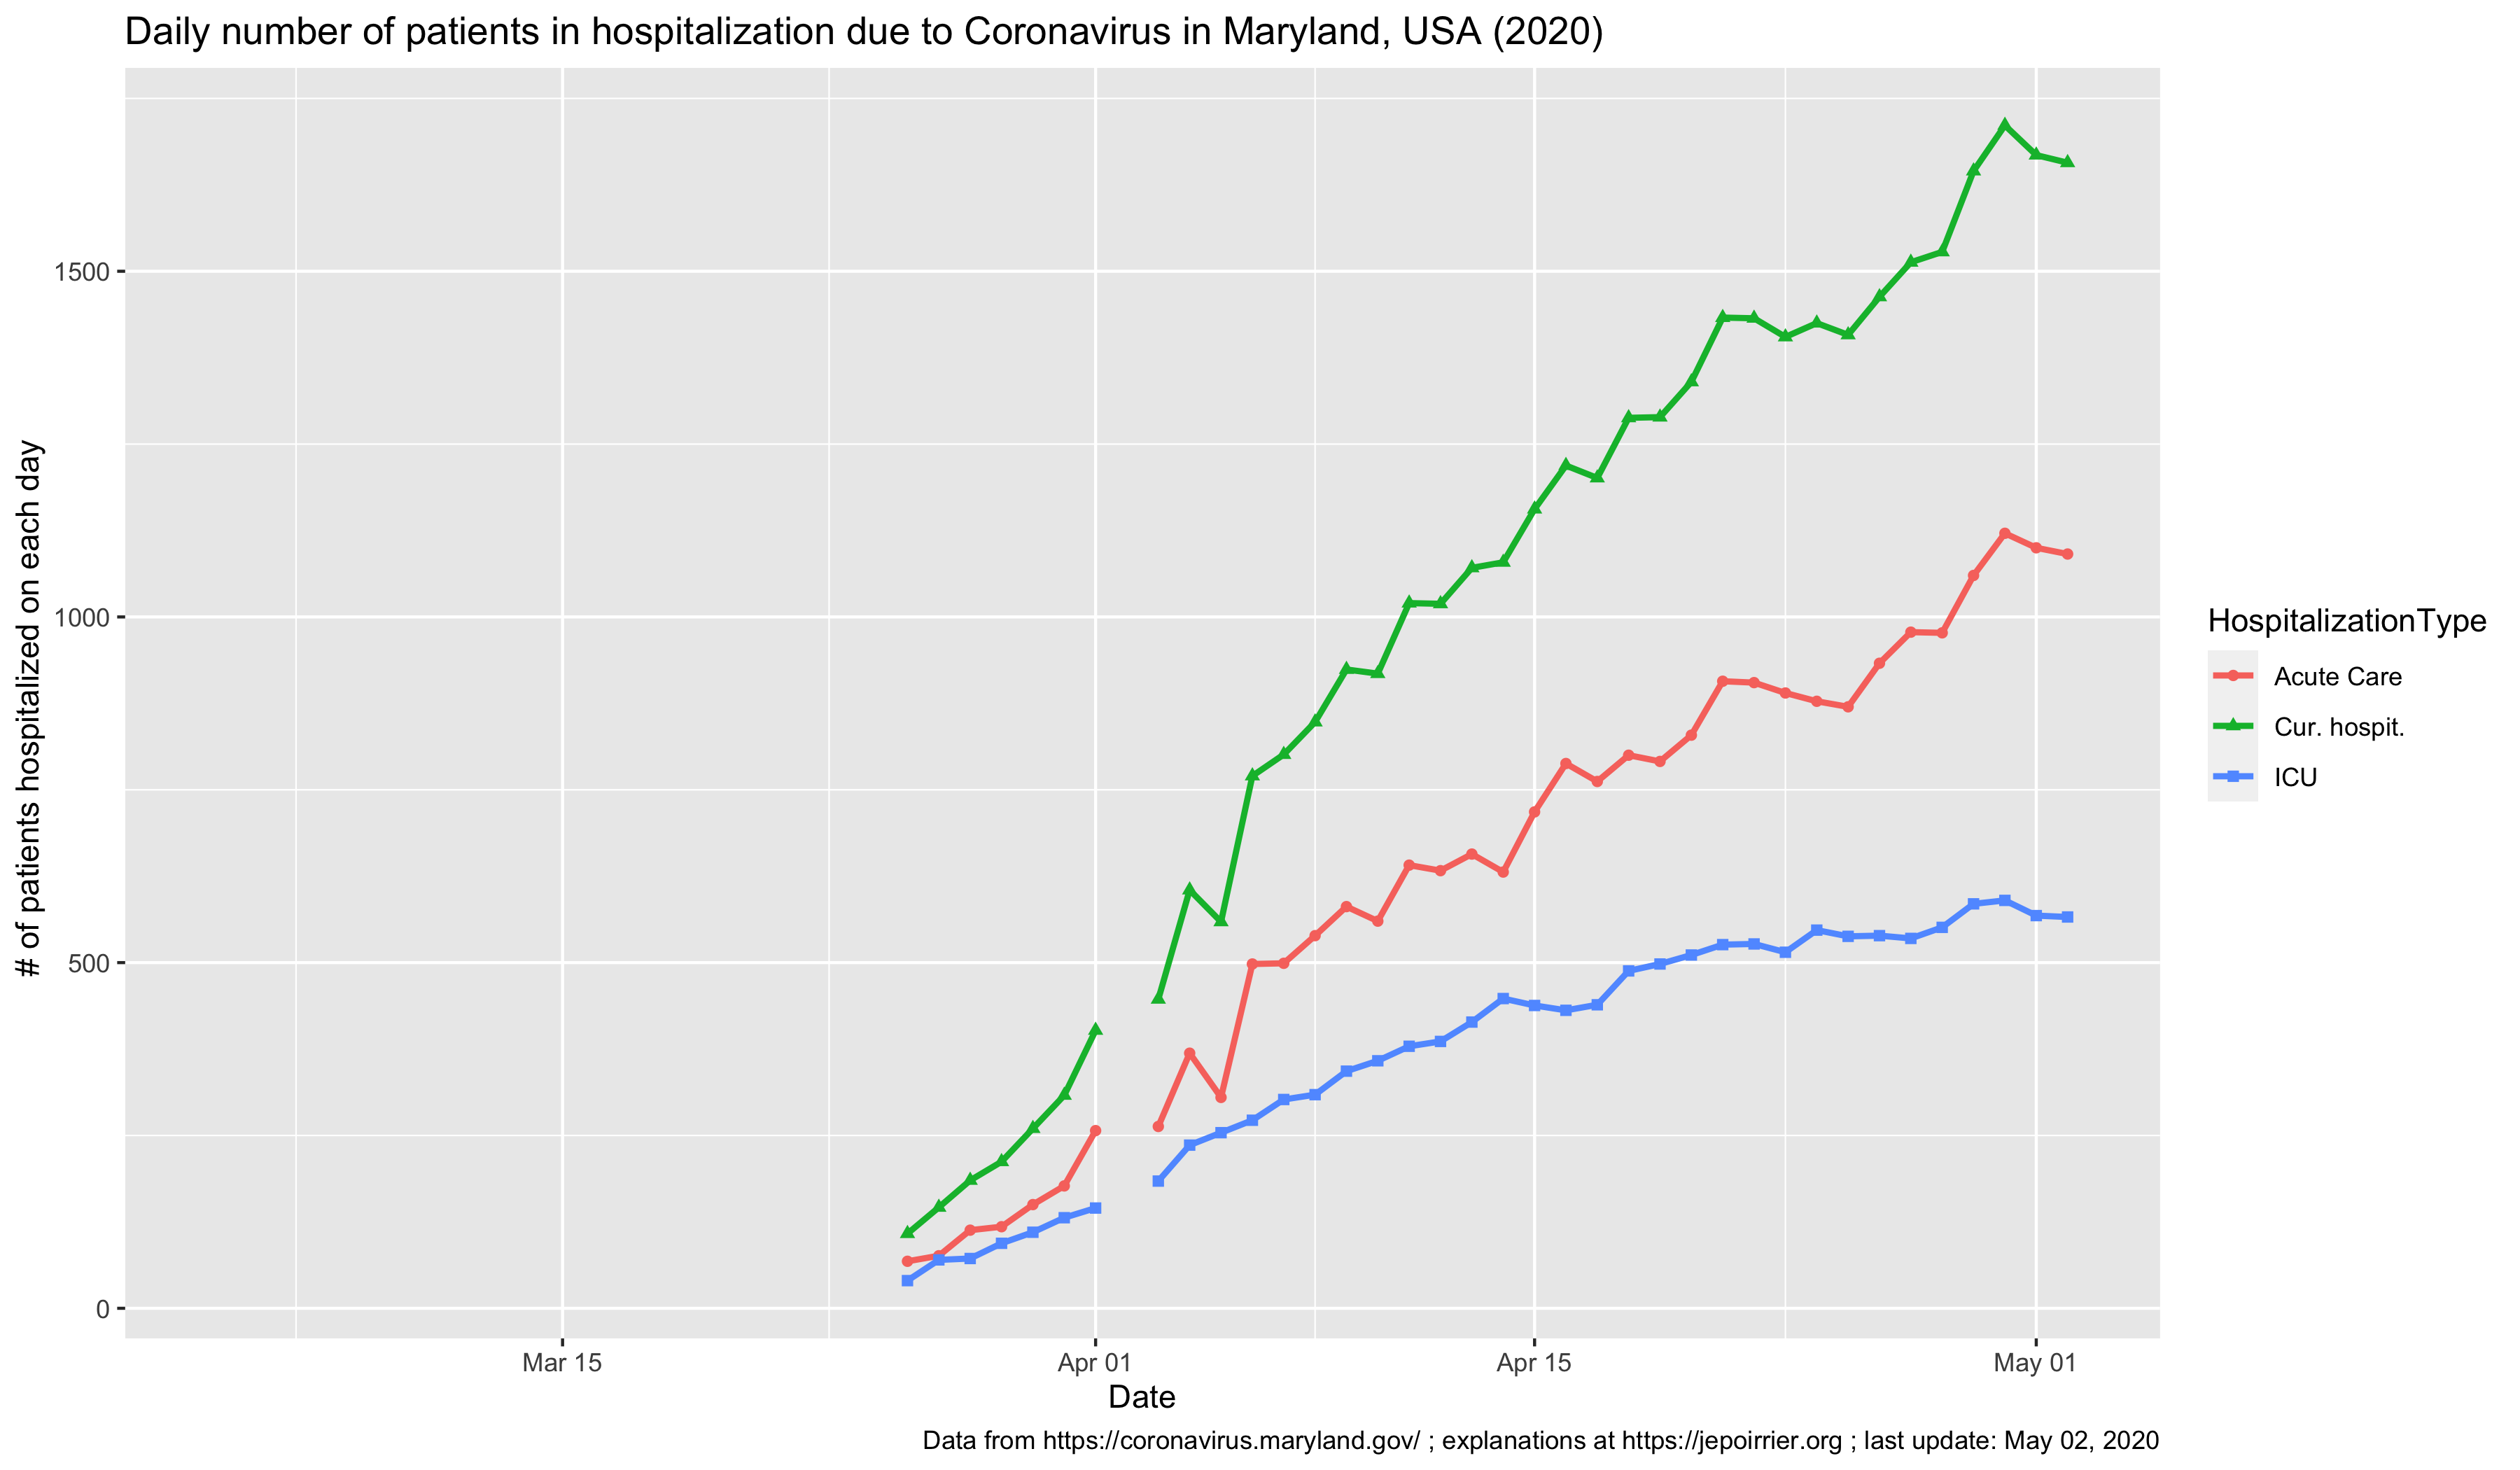 Daily number of patients in hospitalization due to Coronavirus in Maryland, USA (2020)
# of patients hospitalized on each day
1500
1000
500
0
Mar 15
Apr 01
Apr 15
May 01
Date
HospitalizationType
Acute Care
Cur. hospit.
ICU
Data from https://coronavirus.maryland.gov/ ; explanations at https://jepoirrier.org ; last update: May 02, 2020